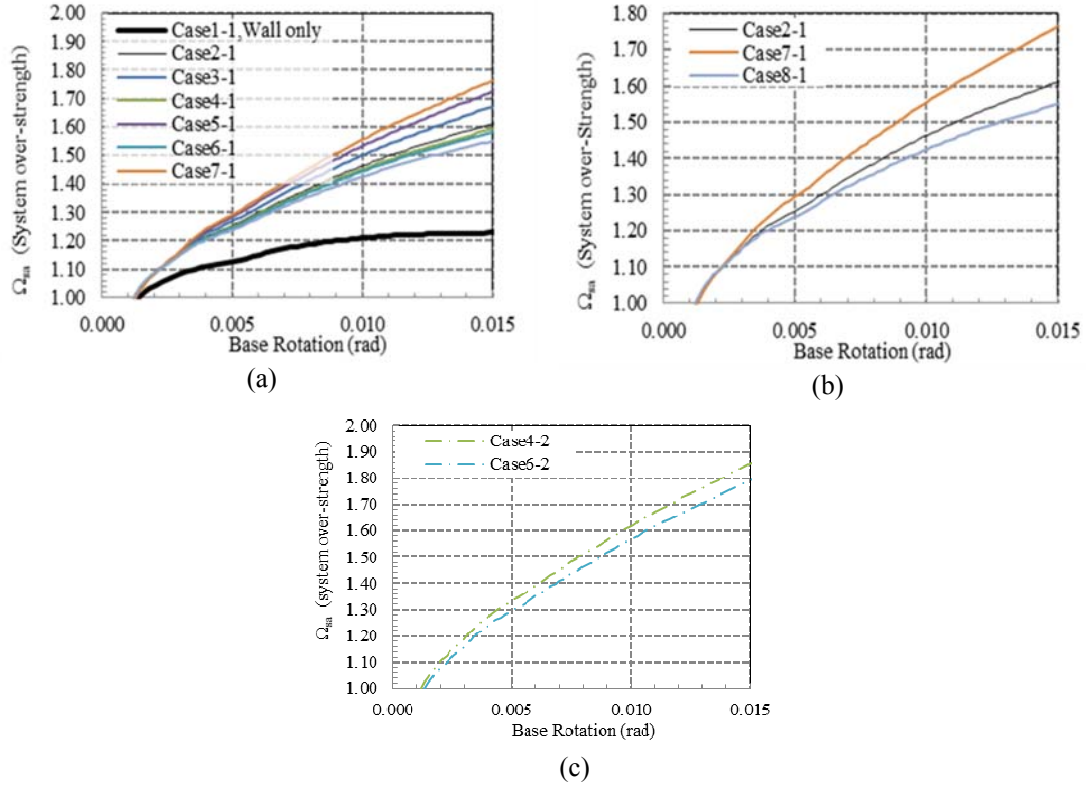 2.00
1.90
1.80
1.70
1.60
1.50
1.40
1.30
1.20
1.10
1.00
Ωsa (System over-strength)
Case1-1,Wall only
Case2-1
Case3-1
Case4-1
Case5-1
Case6-1
Case7-1
0.000 0.005 0.010 0.015
Base Rotation (rad)
(a)
1.80
1.70
1.60
1.50
1.40
1.30
1.20
1.10
1.00
Ωsa (System over-Strength)
Case2-1
Case7-1
Case8-1
0.000 0.005 0.010 0.015
Base Rotation (rad)
(b)
2.00
1.90
1.80
1.70
1.60
1.50
1.40
1.30
1.20
1.10
1.00
Ωsa (system over-strength)
Case4-2
Case6-2
0.000 0.005 0.010 0.015
Base Rotation (rad)
(c)